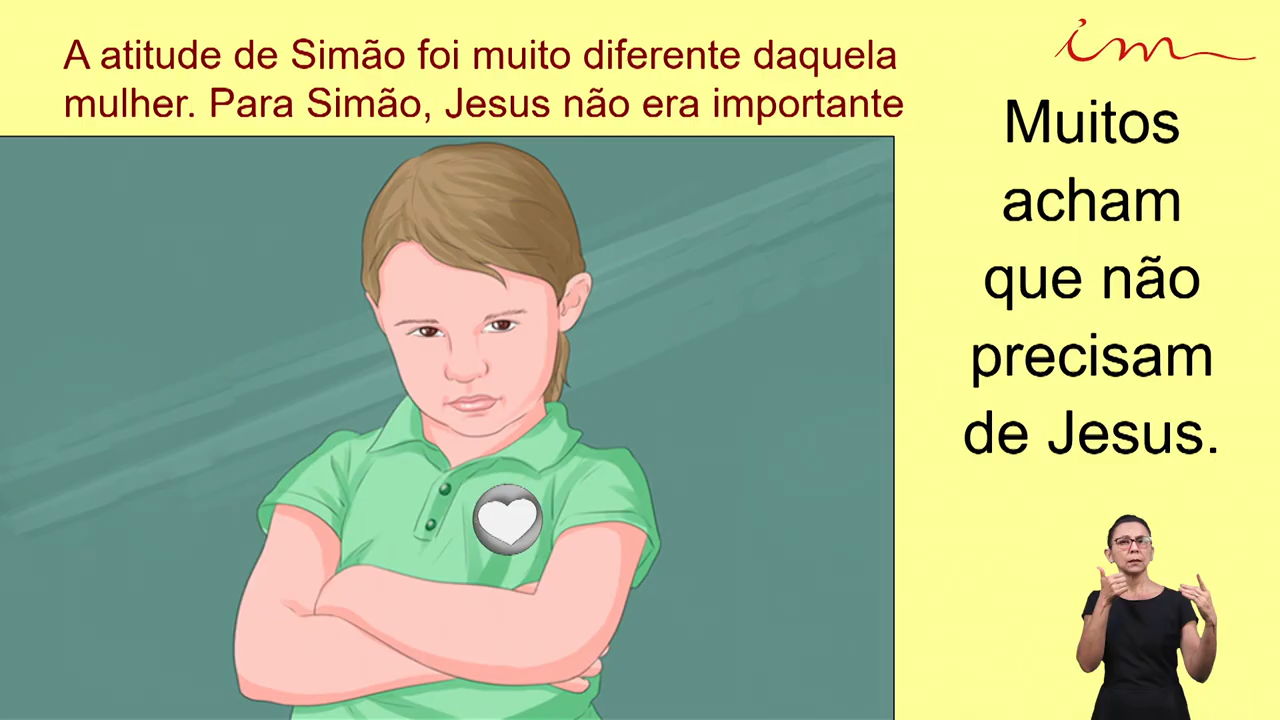 A atitude de Simão foi muito diferente daquela
mulher. Para Simão, Jesus não era importante
im
Muitos
acham
que não
precisam
de Jesus.